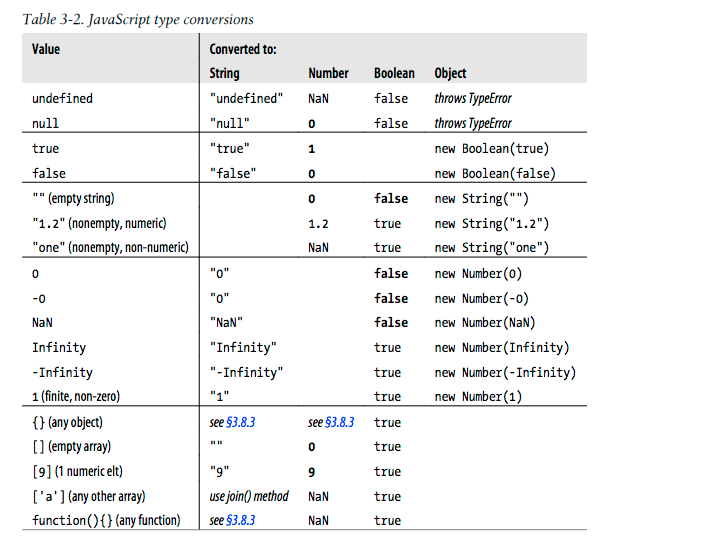 Table 3-2. JavaScript type conversions
Value Converted to:
String Number Boolean Object
undefined "undefined" NaN false throws TypeError
null "null" 0 false throws TypeError
true "true" 1 new Boolean(true)
false "false" 0 new Boolean(false)
"" (empty string) 0 false new String("")
"1.2" (nonempty, numeric) 1.2 true new String("1.2")
"one" (nonempty, non-numeric) NaN true new String("one")
0 "0" false new Number(0)
-0 "0" false new Number(-0)
NaN "NaN" false new Number(NaN)
Infinity "Infinity" true new Number(Infinity)
-Infinity "-Infinity" true new Number(-Infinity)
1 (finite, non-zero) "1" true new Number(1)
{} (any object) see §3.8.3 see §3.8.3 true
[] (empty array) "" 0 true
[9] (1 numeric elt) "9" 9 true
['a'] (any other array) use join() method NaN true
function(){} (any function) see §3.8.3 NaN true